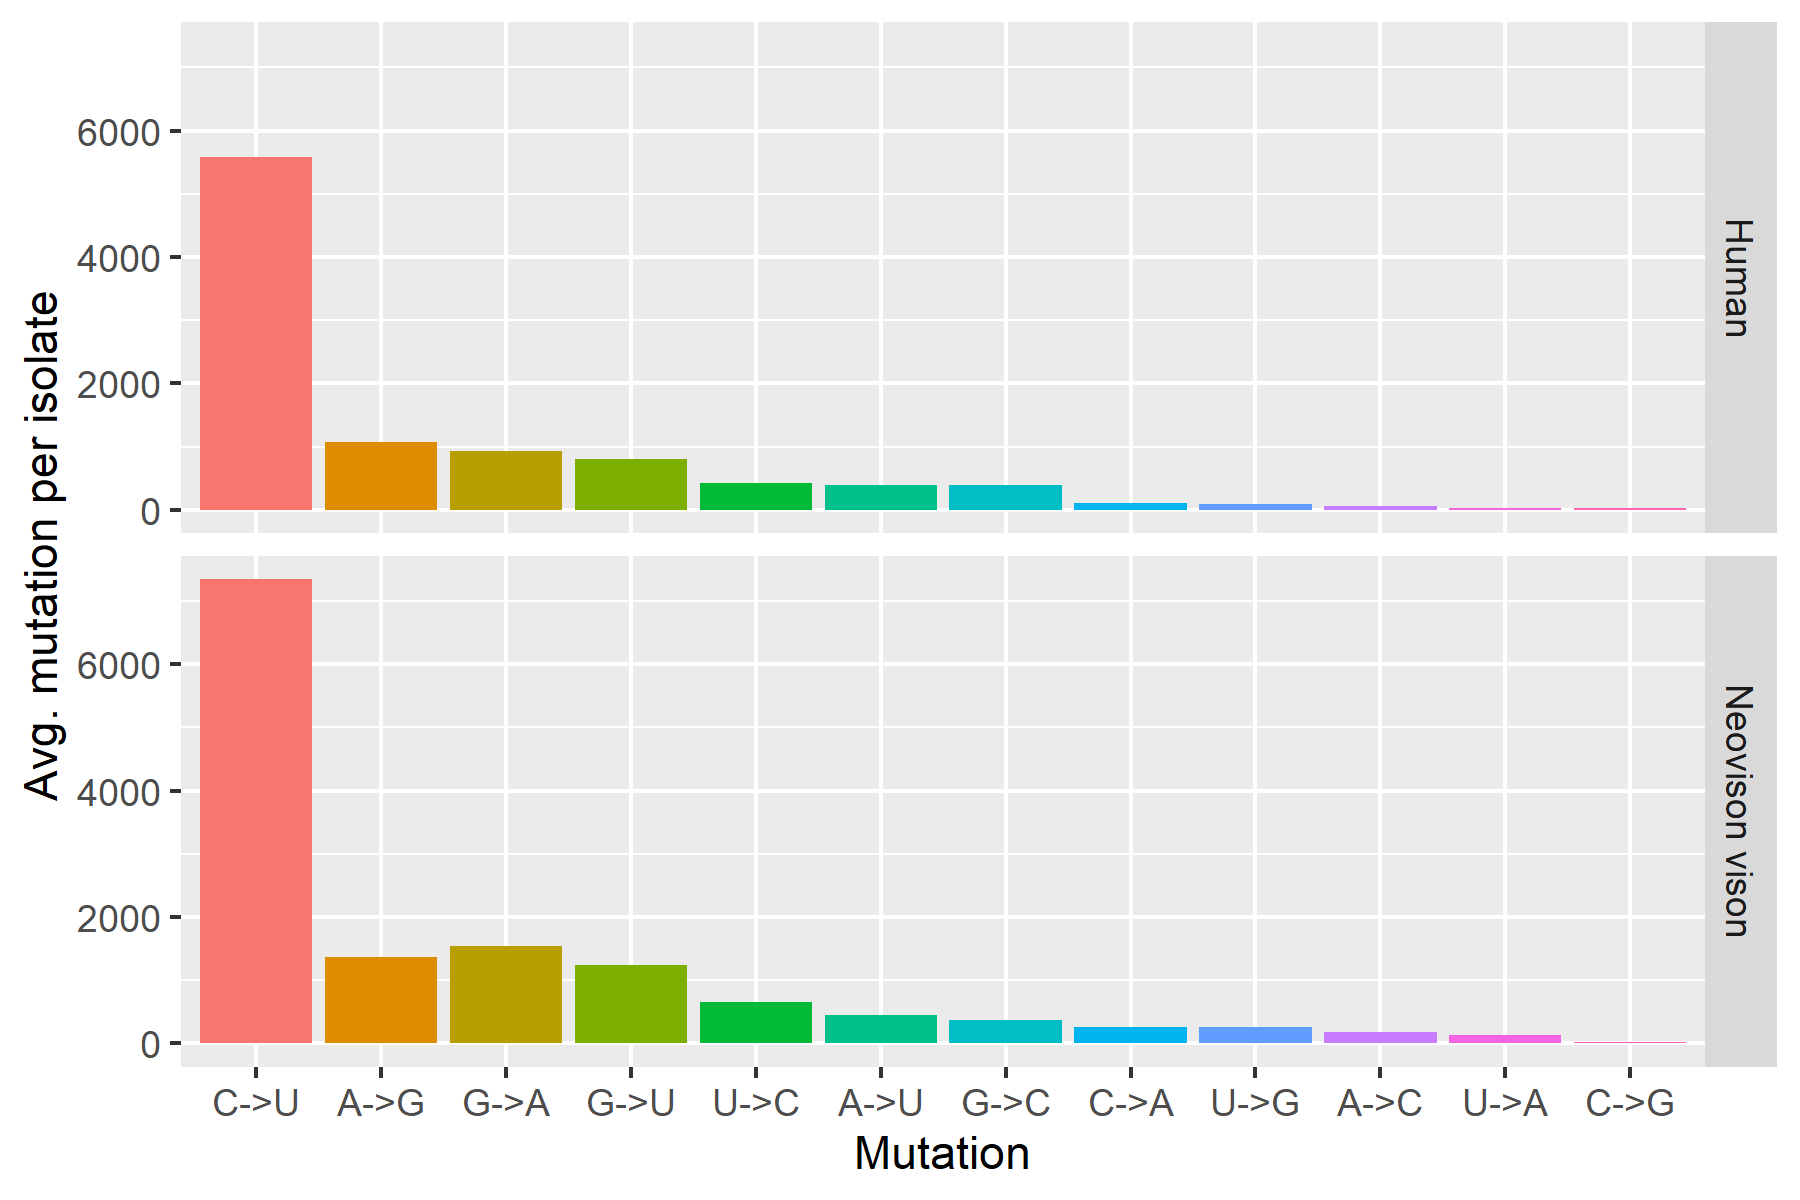 Avg. mutation per isolate
6000
4000
2000
0
Human
6000
4000
2000
0
Neovison vison
C->U A->G G->A G->U U->C A->U G->C C->A U->G A->C U->A C->G
Mutation